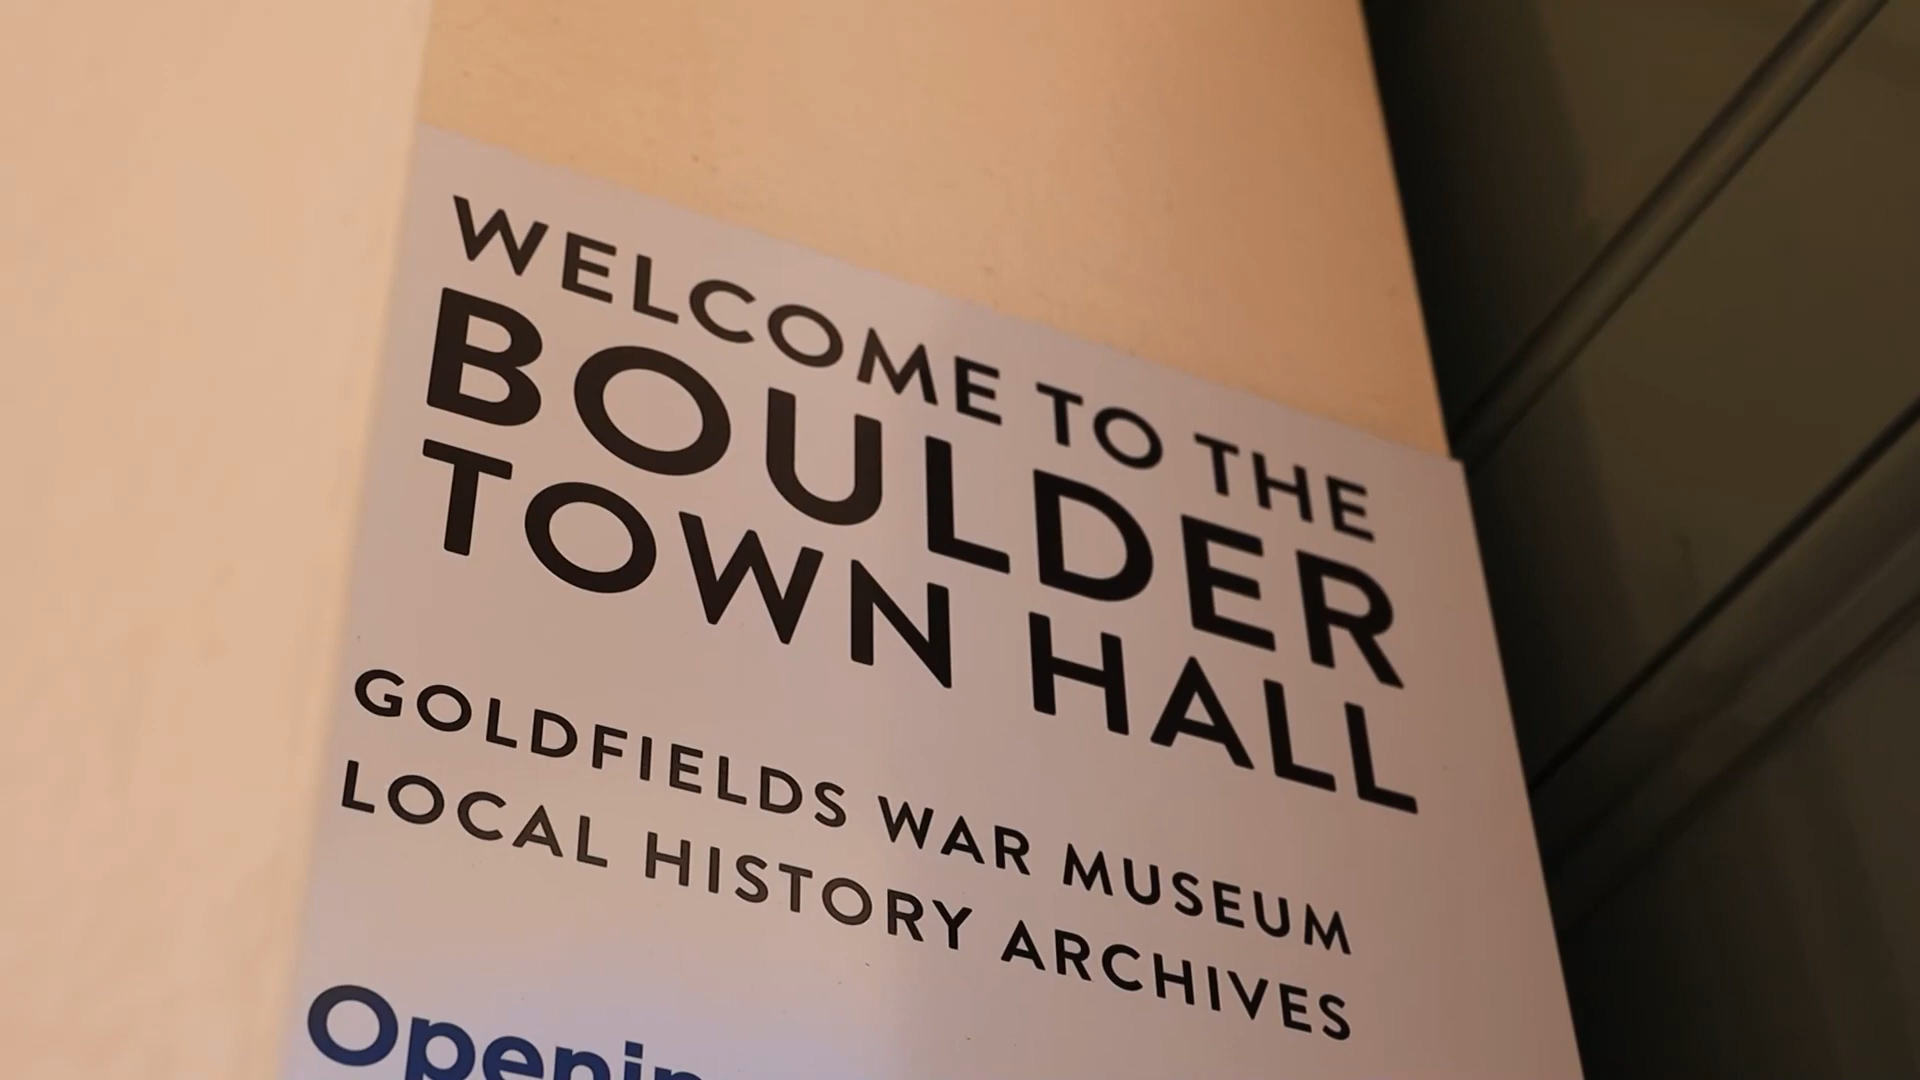 WELCOME TO THE
BOULDER
TOWN HALL
GOLDFIELDS WAR MUSEUM
LOCAL HISTORY ARCHIVES